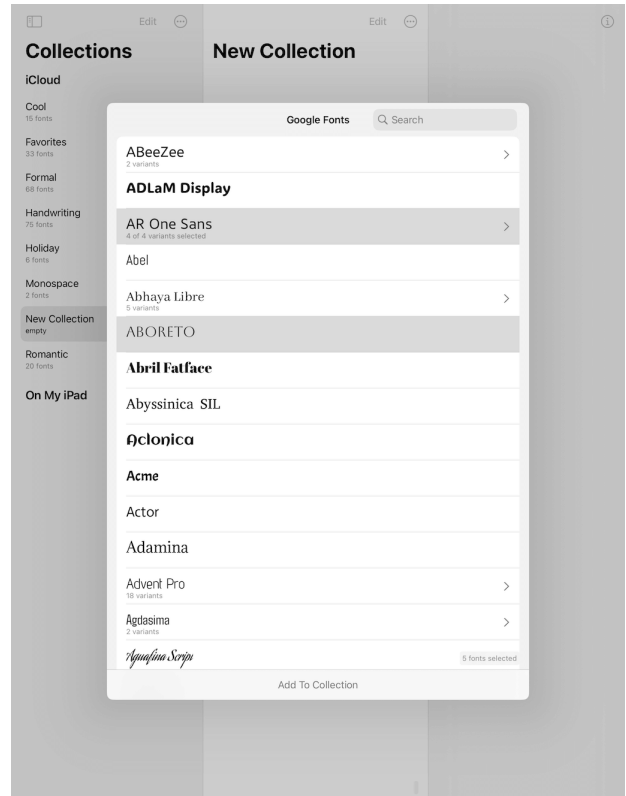 Edit
Edit
Collections
New Collection
iCloud
Cool
15 fonts
Favorites
33 fonts
Formal
68 fonts
Handwriting
75 fonts
Holiday
6 fonts
Monospace
2 fonts
New Collection
empty
Romantic
20 fonts
On My iPad
Google Fonts
Search
ABeeZee
2 variants
ADLaM Display
AR One Sans
4 of 4 variants selected
Abel
Abhaya Libre
5 variants
ABORETO
Abril Fatface
Abyssinica SIL
Aclonica
Acme
Actor
Adamina
Advent Pro
18 variants
Agdasima
2 variants
Aguafina Script
5 fonts selected
Add To Collection